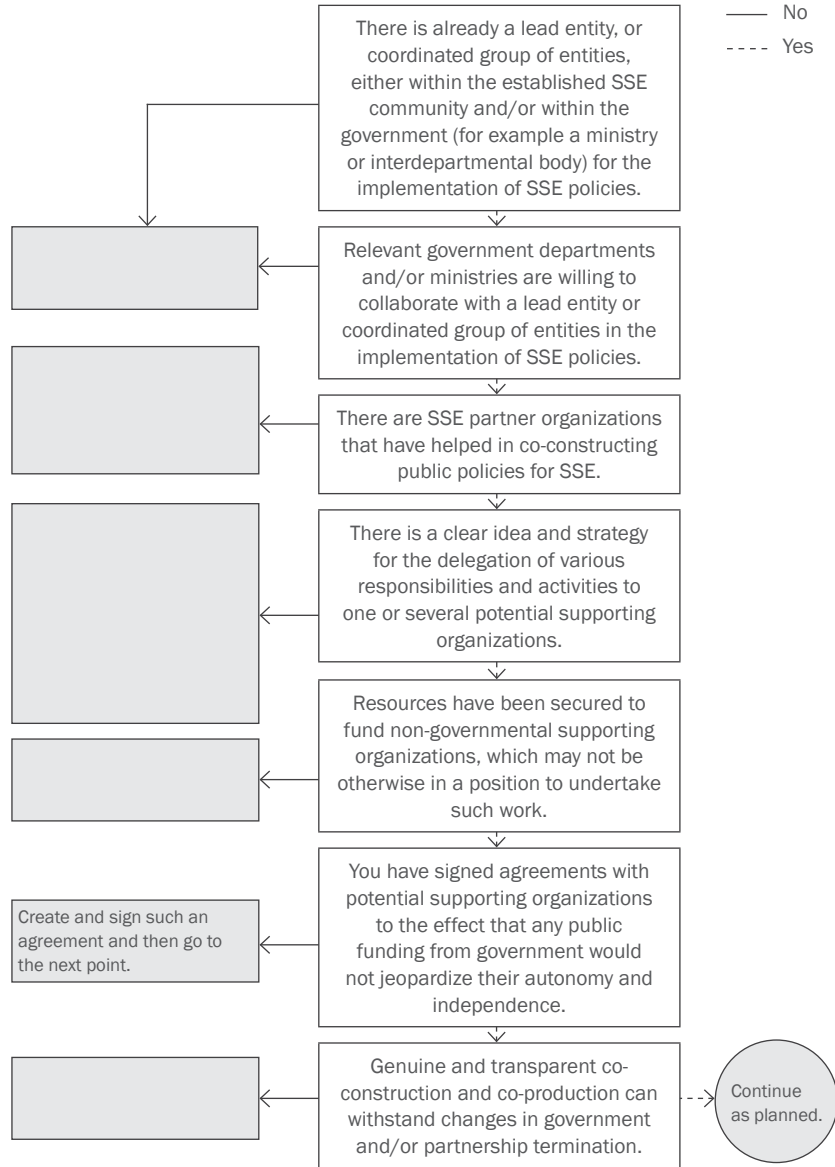 No
Yes
There is already a lead entity, or
coordinated group of entities,
either within the established SSE
community and/or within the
government (for example a ministry
or interdepartmental body) for the
implementation of SSE policies.
Relevant government departments
and/or ministries are willing to
collaborate with a lead entity or
coordinated group of entities in the
implementation of SSE policies.
There are SSE partner organizations
that have helped in co-constructing
public policies for SSE.
There is a clear idea and strategy
for the delegation of various
responsibilities and activities to
one or several potential supporting
organizations.
Resources have been secured to
fund non-governmental supporting
organizations, which may not be
otherwise in a position to undertake
such work.
You have signed agreements with
potential supporting organizations
to the effect that any public
funding from government would
not jeopardize their autonomy and
independence.
Create and sign such an
agreement and then go to
the next point.
Genuine and transparent co-
construction and co-production can
withstand changes in government
and/or partnership termination.
Continue
as planned.